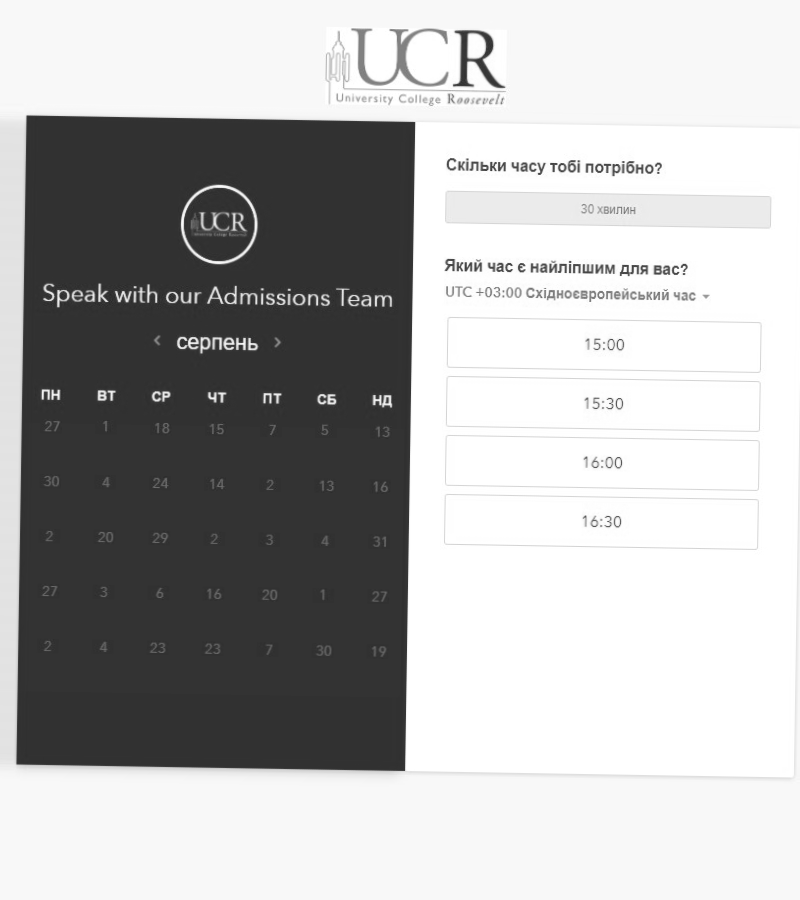 UCR
University College Roosevelt
UCR
University College Roosevelt
Speak with our Admissions Team
серпень
ПН ВТ СР ЧТ ПТ СБ НД
27 1 18 15 7 5 13
30 4 24 14 2 13 16
2 20 29 2 3 4 31
27 3 6 16 20 1 27
2 4 23 23 7 30 19
Скільки часу тобі потрібно?
30 хвилин
Який час є найліпшим для вас?
UTC +03:00 Східноєвропейський час
15:00
15:30
16:00
16:30